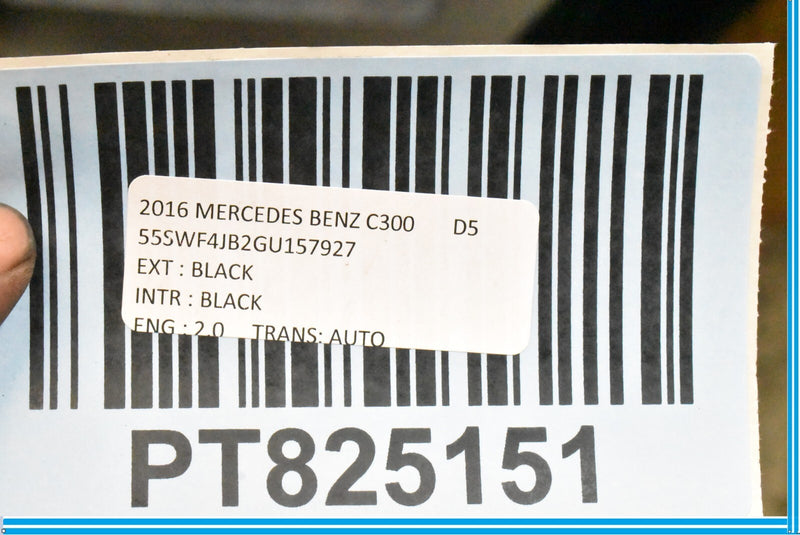 2016 MERCEDES BENZ C300 D5
55SWF4JB2GU157927
EXT : BLACK
INTR : BLACK
ENG : 2.0 TRANS: AUTO
PT825151